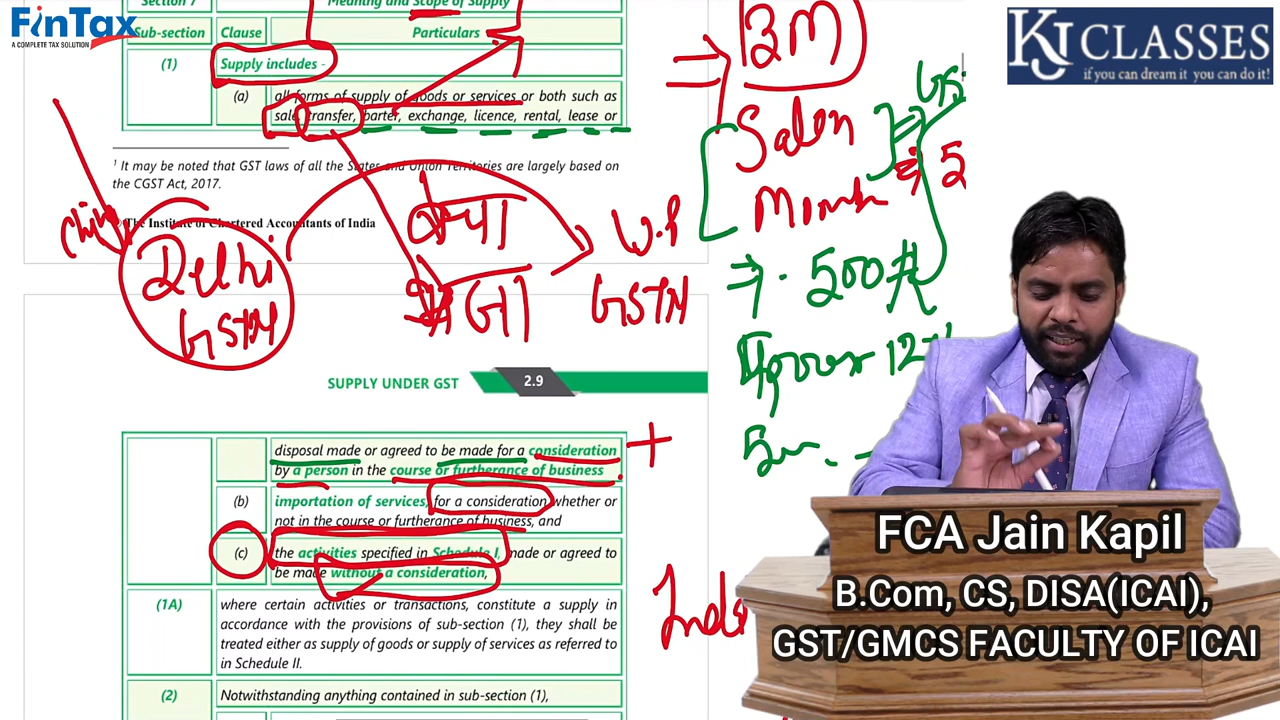 FinTax
A COMPLETE TAX SOLUTION
Section 7
Meaning and Scope of Supply
Sub-section
Clause
Particulars
(1)
Supply includes -
(a)
all forms of supply of goods or services or both such as
sale, transfer, barter, exchange, licence, rental, lease or
1 It may be noted that GST laws of all the States and Union Territories are largely based on
the CGST Act, 2017.
© The Institute of Chartered Accountants of India
Delhi
GSTN
U.P
GSTN
Salon
500
SUPPLY UNDER GST
2.9
disposal made or agreed to be made for a consideration
by a person in the course or furtherance of business
+
(b)
importation of services, for a consideration whether or
not in the course or furtherance of business, and
(c)
the activities specified in Schedule I, made or agreed to
be made without a consideration,
(1A)
where certain activities or transactions, constitute a supply in
accordance with the provisions of sub-section (1), they shall be
treated either as supply of goods or supply of services as referred to
in Schedule II.
(2)
Notwithstanding anything contained in sub-section (1),
KJ CLASSES
if you can dream it you can do it!
FCA Jain Kapil
B.Com, CS, DISA(ICAI),
GST/GMCS FACULTY OF ICAI